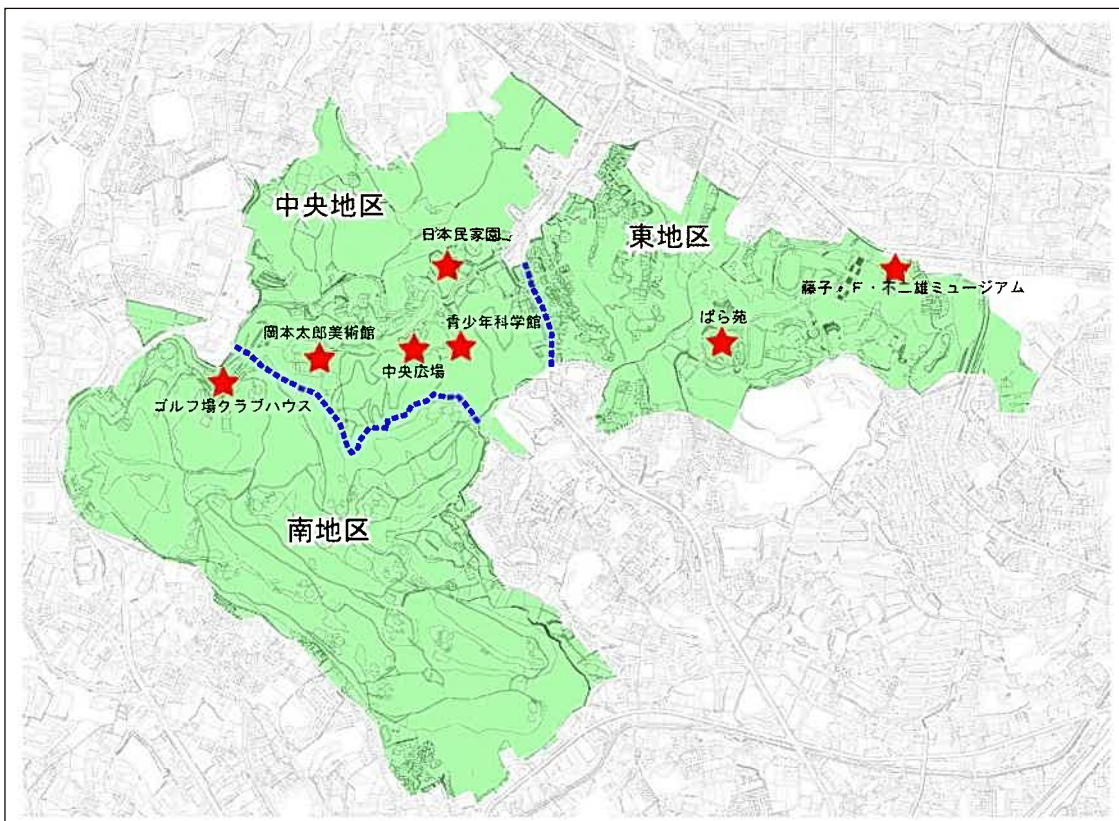 中央地区
日本民家園
東地区
藤子・F・不二雄ミュージアム
ばら苑
青少年科学館
岡本太郎美術館
中央広場
ゴルフ場クラブハウス
南地区